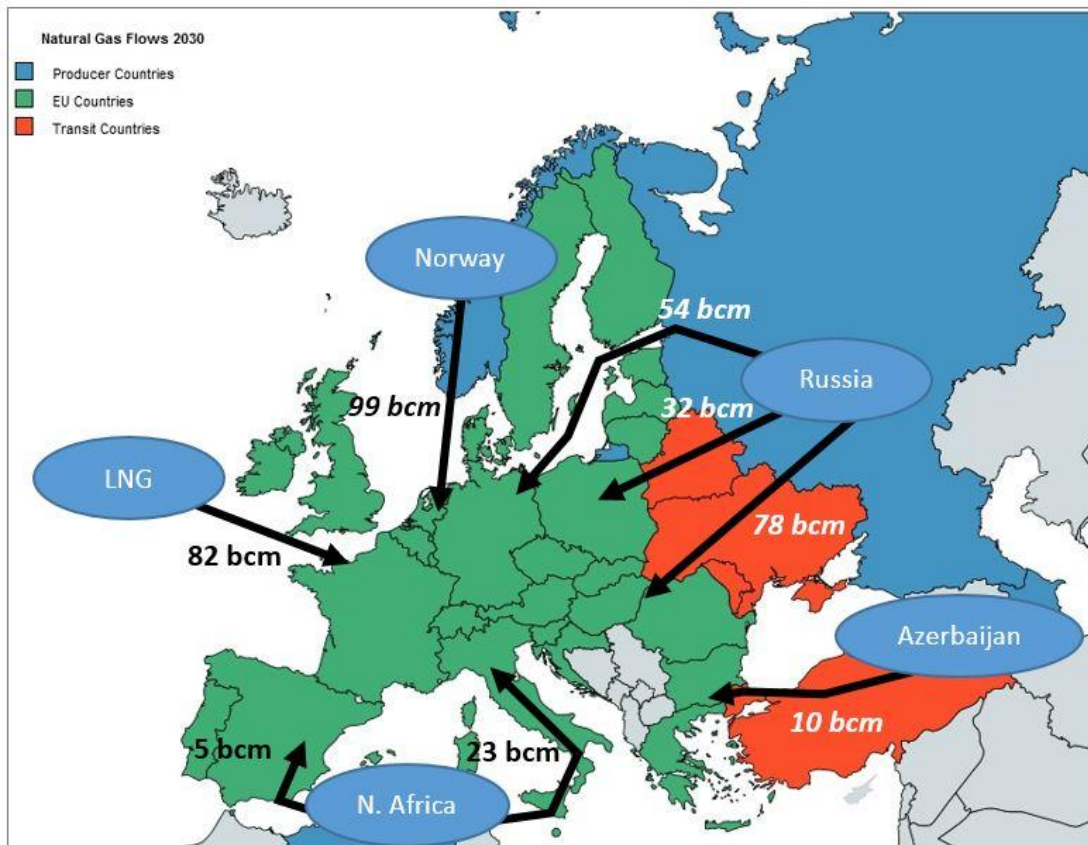 Natural Gas Flows 2030
Producer Countries
EU Countries
Transit Countries
Norway
54 bcm
Russia
99 bcm
32 bcm
LNG
78 bcm
82 bcm
Azerbaijan
10 bcm
5 bcm
23 bcm
N. Africa